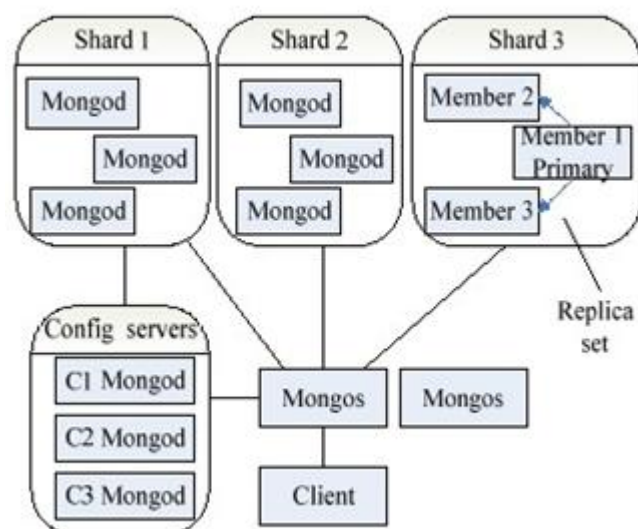 Shard 1
Mongod
Mongod
Mongod
Shard 2
Mongod
Mongod
Mongod
Shard 3
Member 2
Member 1
Primary
Member 3
Replica
set
Config servers
C1 Mongod
C2 Mongod
C3 Mongod
Mongos
Mongos
Client